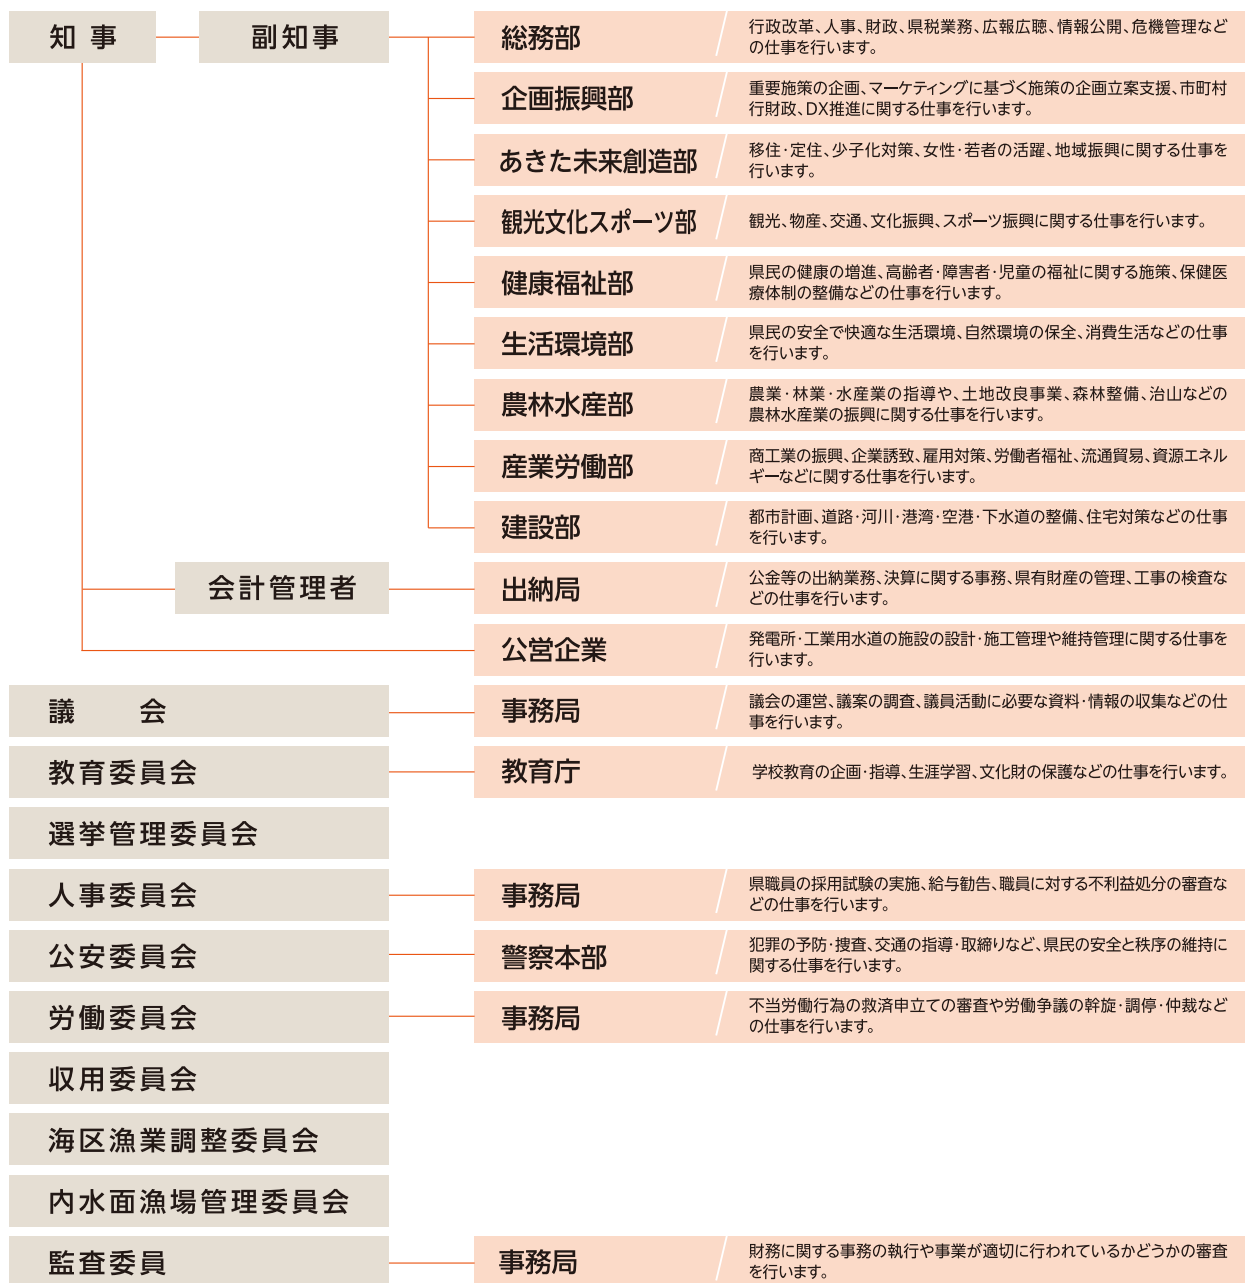 知事
副知事
総務部
行政改革、人事、財政、県税業務、広報広聴、情報公開、危機管理など
の仕事を行います。
企画振興部
重要施策の企画、マーケティングに基づく施策の企画立案支援、市町村
行財政、DX推進に関する仕事を行います。
あきた未来創造部
移住・定住、少子化対策、女性・若者の活躍、地域振興に関する仕事を
行います。
観光文化スポーツ部
観光、物産、交通、文化振興、スポーツ振興に関する仕事を行います。
健康福祉部
県民の健康の増進、高齢者・障害者・児童の福祉に関する施策、保健医
療体制の整備などの仕事を行います。
生活環境部
県民の安全で快適な生活環境、自然環境の保全、消費生活などの仕事
を行います。
農林水産部
農業・林業・水産業の指導や、土地改良事業、森林整備、治山などの
農林水産業の振興に関する仕事を行います。
産業労働部
商工業の振興、企業誘致、雇用対策、労働者福祉、流通貿易、資源エネル
ギーなどに関する仕事を行います。
建設部
都市計画、道路・河川・港湾・空港・下水道の整備、住宅対策などの仕事
を行います。
会計管理者
出納局
公金等の出納業務、決算に関する事務、県有財産の管理、工事の検査な
どの仕事を行います。
公営企業
発電所・工業用水道の施設の設計・施工管理や維持管理に関する仕事を
行います。
議会
事務局
議会の運営、議案の調査、議員活動に必要な資料・情報の収集などの仕
事を行います。
教育委員会
教育庁
学校教育の企画・指導、生涯学習、文化財の保護などの仕事を行います。
選挙管理委員会
人事委員会
事務局
県職員の採用試験の実施、給与勧告、職員に対する不利益処分の審査な
どの仕事を行います。
公安委員会
警察本部
犯罪の予防・捜査、交通の指導・取締りなど、県民の安全と秩序の維持に
関する仕事を行います。
労働委員会
事務局
不当労働行為の救済申立ての審査や労働争議の幹旋・調停・仲裁など
の仕事を行います。
収用委員会
海区漁業調整委員会
内水面漁場管理委員会
監査委員
事務局
財務に関する事務の執行や事業が適切に行われているかどうかの審査
を行います。